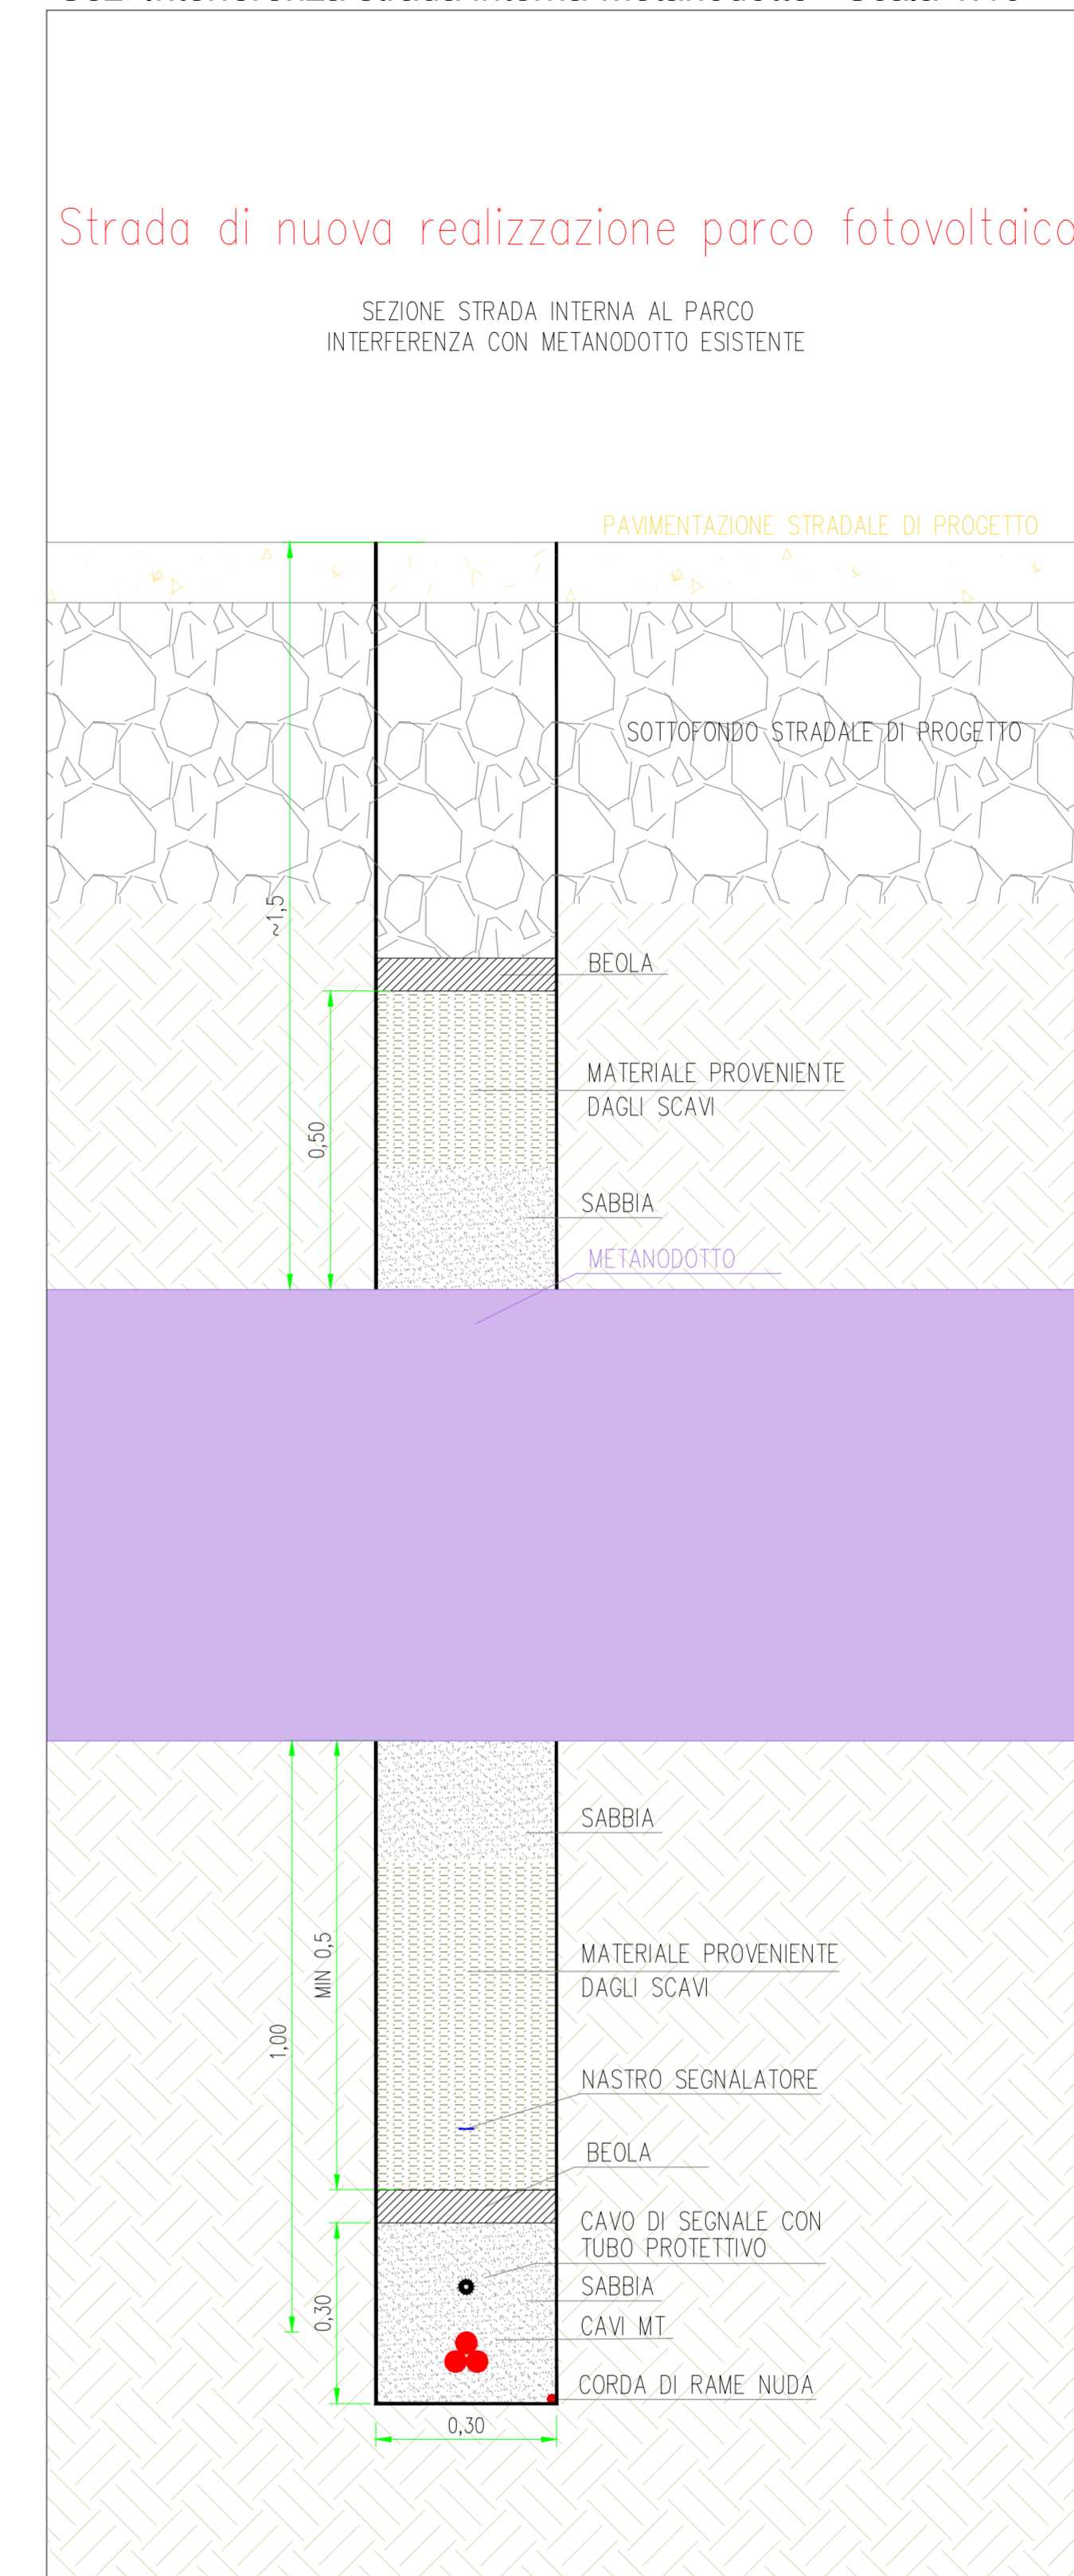 Strada di nuova realizzazione parco fotovoltaico
SEZIONE STRADA INTERNA AL PARCO
INTERFERENZA CON METANODOTTO ESISTENTE
PAVIMENTAZIONE STRADALE DI PROGETTO
SOTTOFONDO STRADALE DI PROGETTO
~1,5
BEOLA
MATERIALE PROVENIENTE
DAGLI SCAVI
0,50
SABBIA
METANODOTTO
SABBIA
MATERIALE PROVENIENTE
DAGLI SCAVI
MIN 0,5
1,00
NASTRO SEGNALATORE
BEOLA
CAVO DI SEGNALE CON
TUBO PROTETTIVO
SABBIA
0,30
CAVI MT
CORDA DI RAME NUDA
0,30